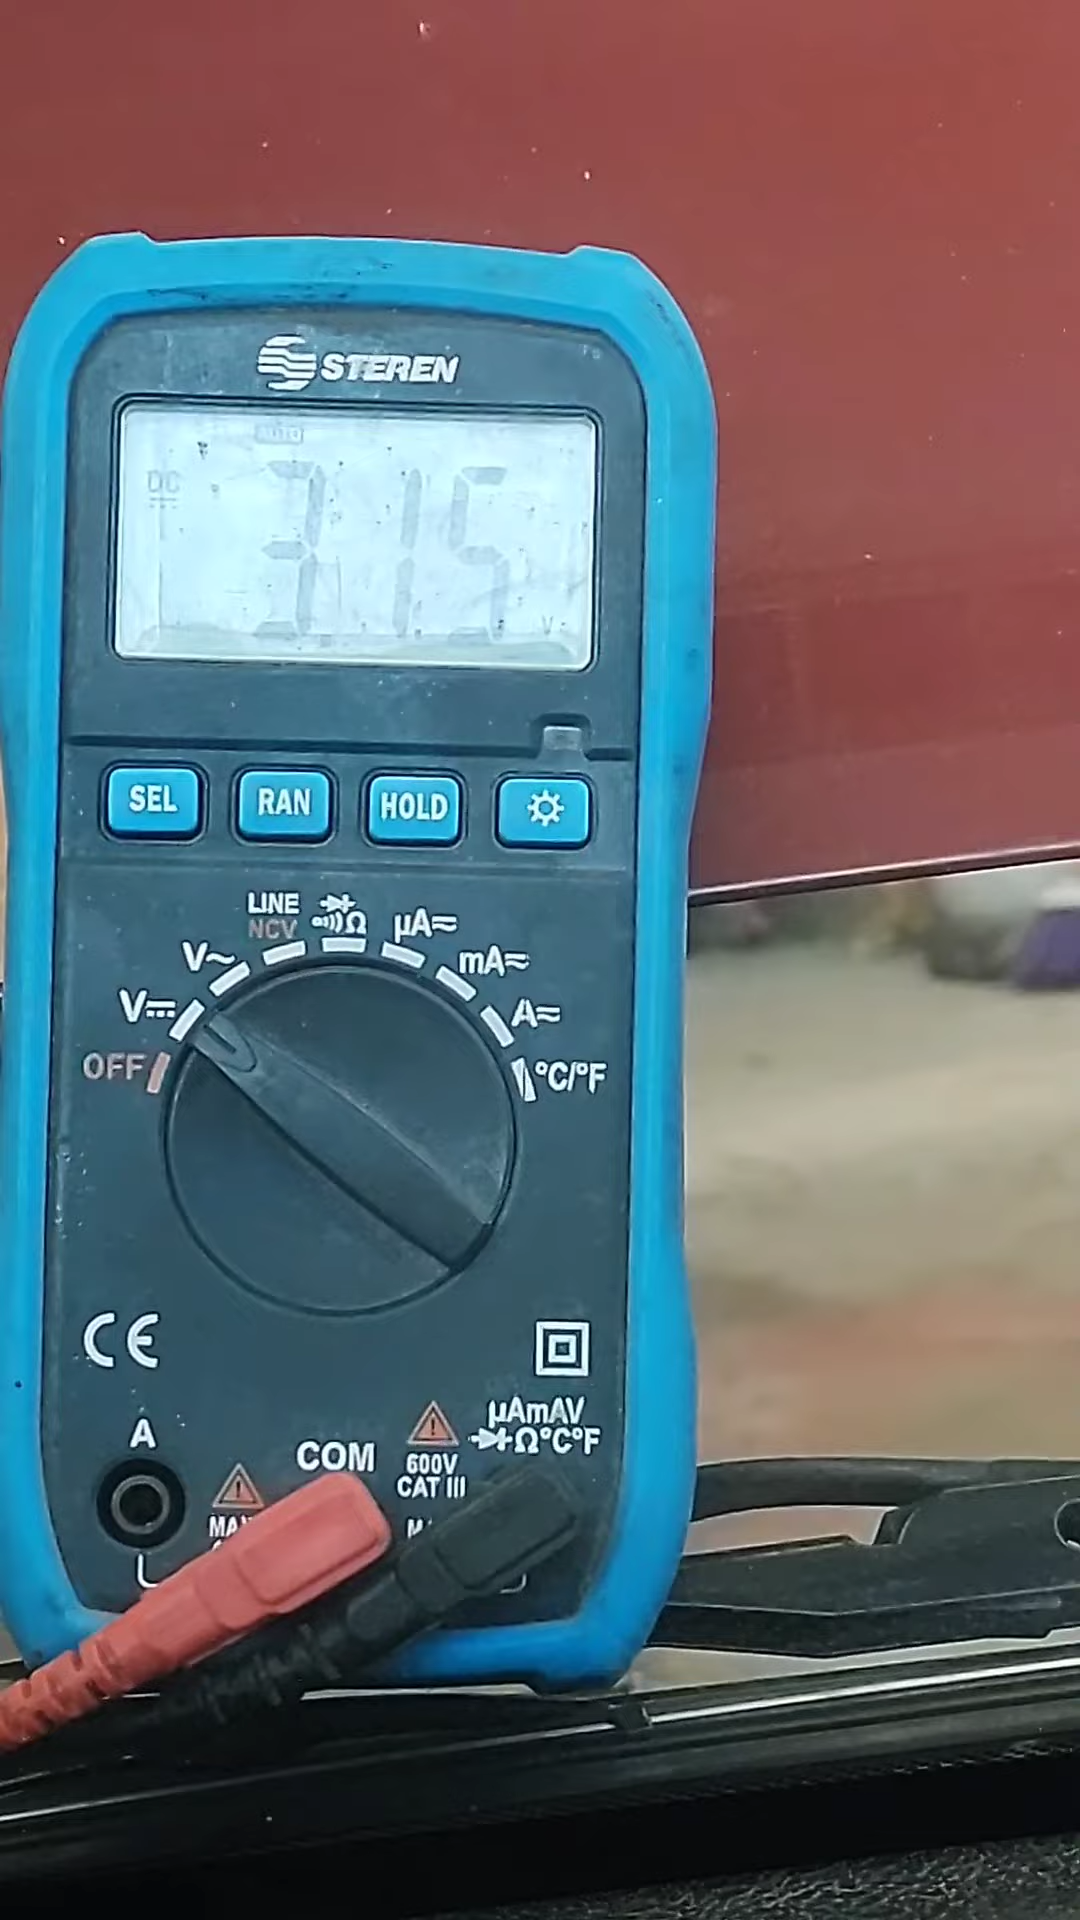 STEREN
AUTO
DC
3.15
V
SEL RAN HOLD
LINE
NCV
Ω
µA
V~
mA
V
A
OFF
°C/°F
CE
A
COM
600V
CAT III
µAmAV
Ω°C°F